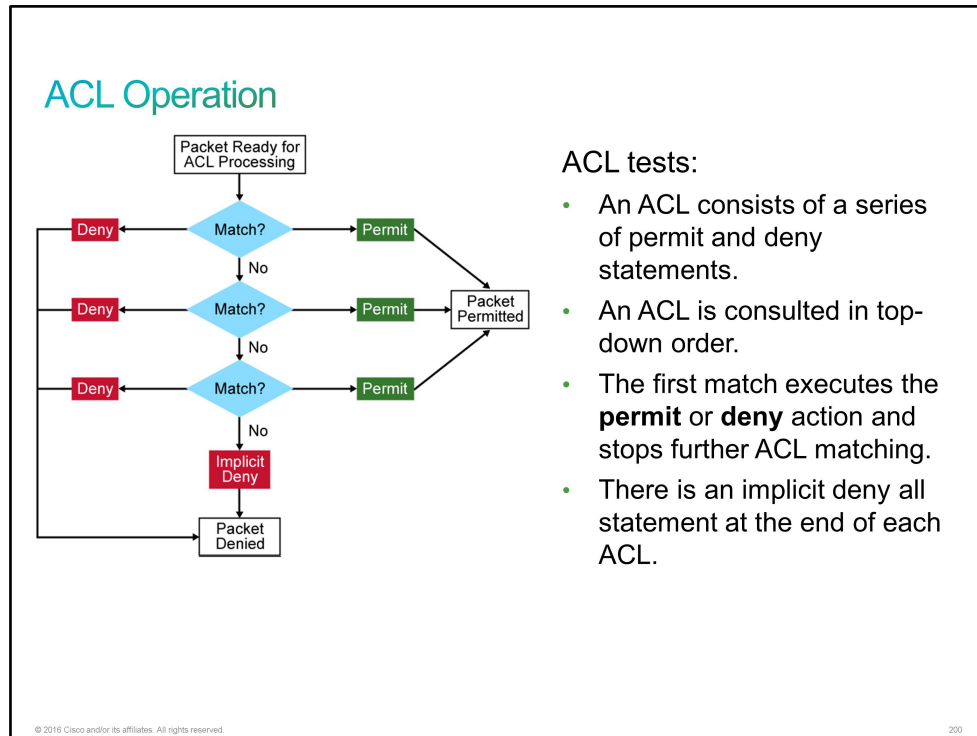 ACL Operation
Packet Ready for
ACL Processing
Deny
Match?
Permit
No
Deny
Match?
Permit
Packet
Permitted
No
Deny
Match?
Permit
No
Implicit
Deny
Packet
Denied
ACL tests:
• An ACL consists of a series
of permit and deny
statements.
• An ACL is consulted in top-
down order.
• The first match executes the
permit or deny action and
stops further ACL matching.
• There is an implicit deny all
statement at the end of each
ACL.
© 2016 Cisco and/or its affiliates. All rights reserved.
200